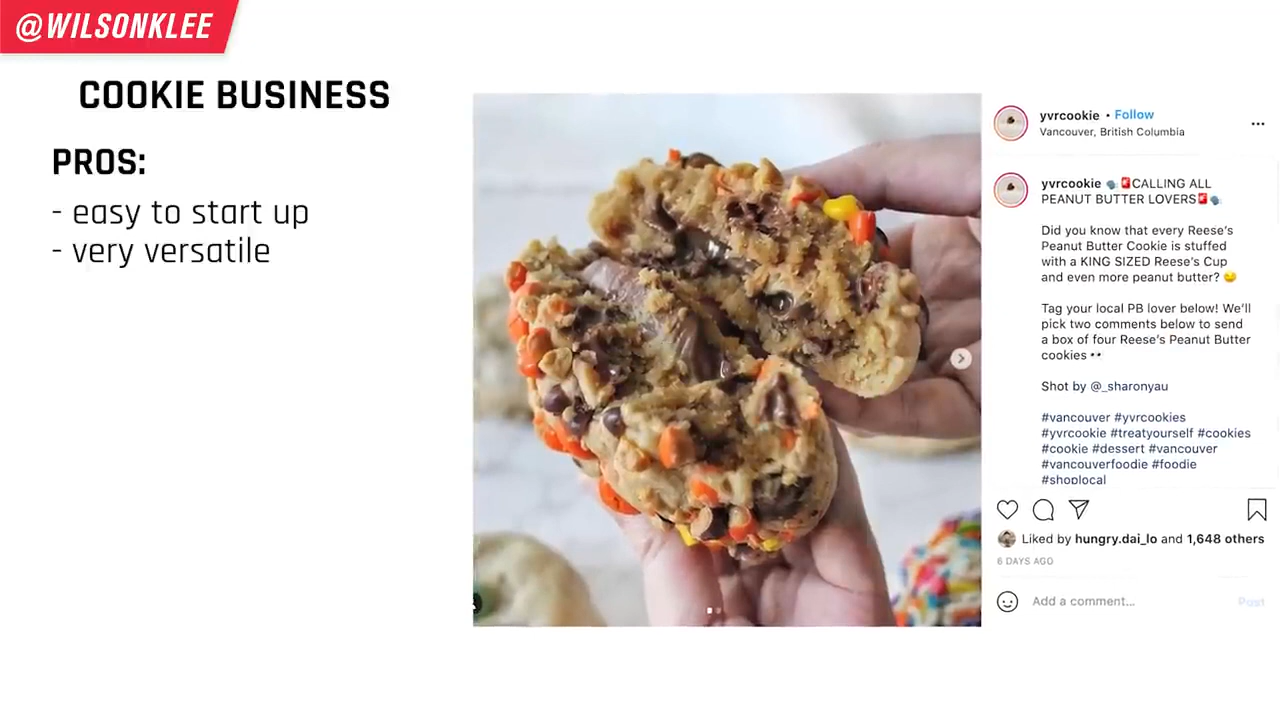 @WILSONKLEE
COOKIE BUSINESS
PROS:
- easy to start up
- very versatile
yvrcookie • Follow
Vancouver, British Columbia
yvrcookie 🗣🚨CALLING ALL
PEANUT BUTTER LOVERS🚨🗣
Did you know that every Reese's
Peanut Butter Cookie is stuffed
with a KING SIZED Reese's Cup
and even more peanut butter? 😏
Tag your local PB lover below! We'll
pick two comments below to send
a box of four Reese's Peanut Butter
cookies 👀
Shot by @_sharonyau
#vancouver #yvrcookies
#yvrcookie #treatyourself #cookies
#cookie #dessert #vancouver
#vancouverfoodie #foodie
#shoplocal
Liked by hungry.dai_lo and 1,648 others
6 DAYS AGO
Add a comment...
Post